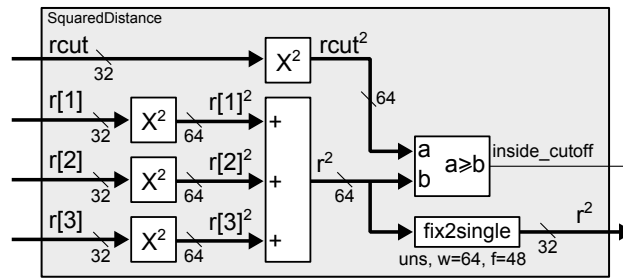 SquaredDistance
rcut
32
X²
rcut²
64
r[1]
32
X²
r[1]²
64
+
r[2]
32
X²
r[2]²
64
+
r²
64
a
b
a≥b
inside_cutoff
r[3]
32
X²
r[3]²
64
+
fix2single
32
r²
uns, w=64, f=48